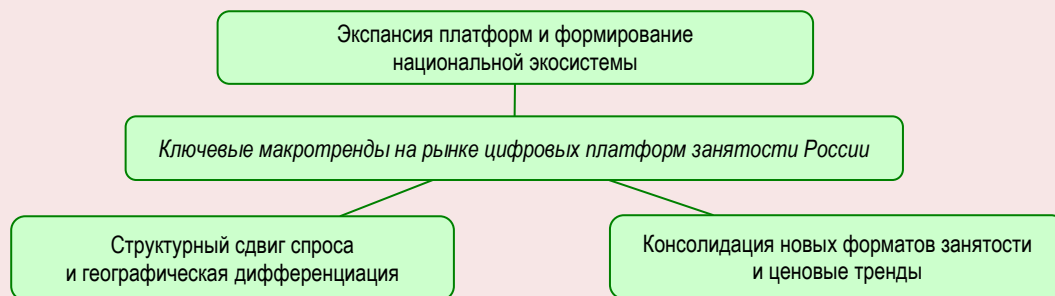 Экспансия платформ и формирование
национальной экосистемы
Ключевые макротренды на рынке цифровых платформ занятости России
Структурный сдвиг спроса
и географическая дифференциация
Консолидация новых форматов занятости
и ценовые тренды